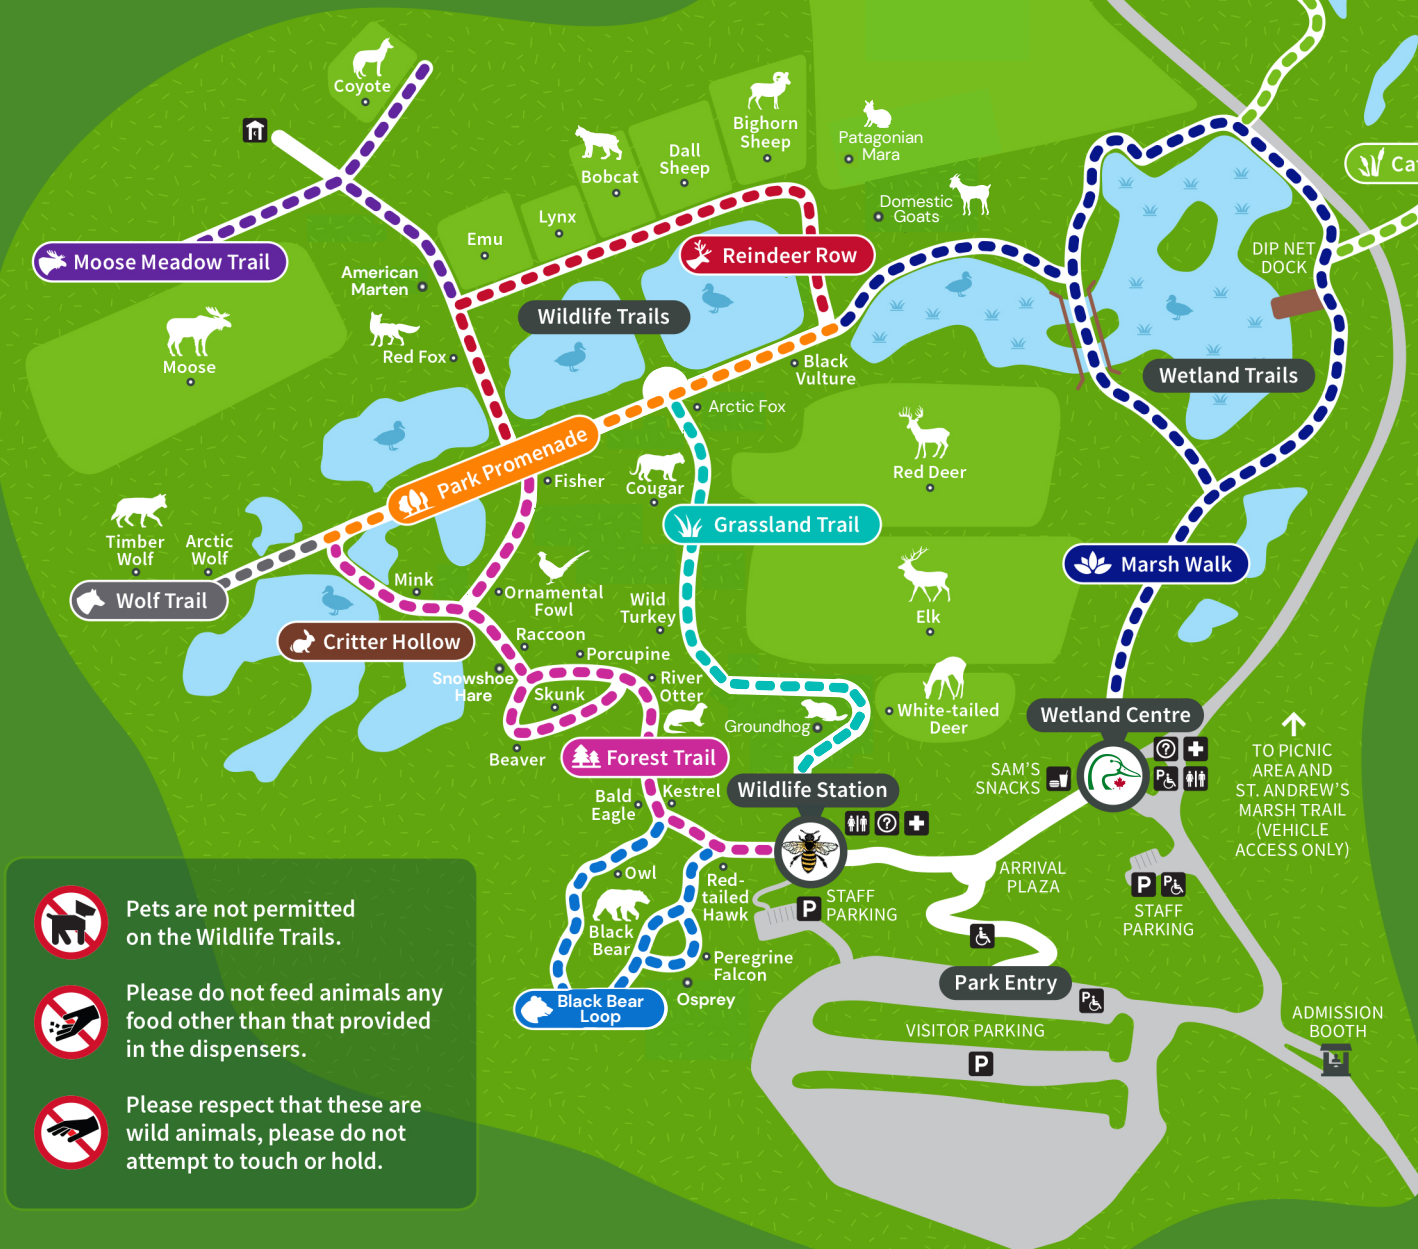 Coyote
Bighorn
Sheep
Bobcat
Dall
Sheep
Patagonian
Mara
Ca
Lynx
Domestic
Goats
Emu
Moose Meadow Trail
American
Marten
Reindeer Row
DIP NET
DOCK
Wildlife Trails
Moose
Red Fox
Black
Vulture
Wetland Trails
Arctic Fox
Park Promenade
Fisher
Cougar
Red Deer
Timber
Wolf
Arctic
Wolf
Grassland Trail
Wolf Trail
Mink
Ornamental
Fowl
Wild
Turkey
Elk
Marsh Walk
Critter Hollow
Raccoon
Porcupine
Snowshoe
Hare
Skunk
River
Otter
Groundhog
White-tailed
Deer
Wetland Centre
Beaver
Forest Trail
SAM'S
SNACKS
?
P
TO PICNIC
AREA AND
ST. ANDREW'S
MARSH TRAIL
(VEHICLE
ACCESS ONLY)
Bald
Eagle
Kestrel
Wildlife Station
?
Owl
Red-
tailed
Hawk
Black
Bear
P
STAFF
PARKING
ARRIVAL
PLAZA
P
P
STAFF
PARKING
Peregrine
Falcon
Osprey
Black Bear
Loop
Park Entry
P
VISITOR PARKING
P
ADMISSION
BOOTH
Pets are not permitted
on the Wildlife Trails.
Please do not feed animals any
food other than that provided
in the dispensers.
Please respect that these are
wild animals, please do not
attempt to touch or hold.